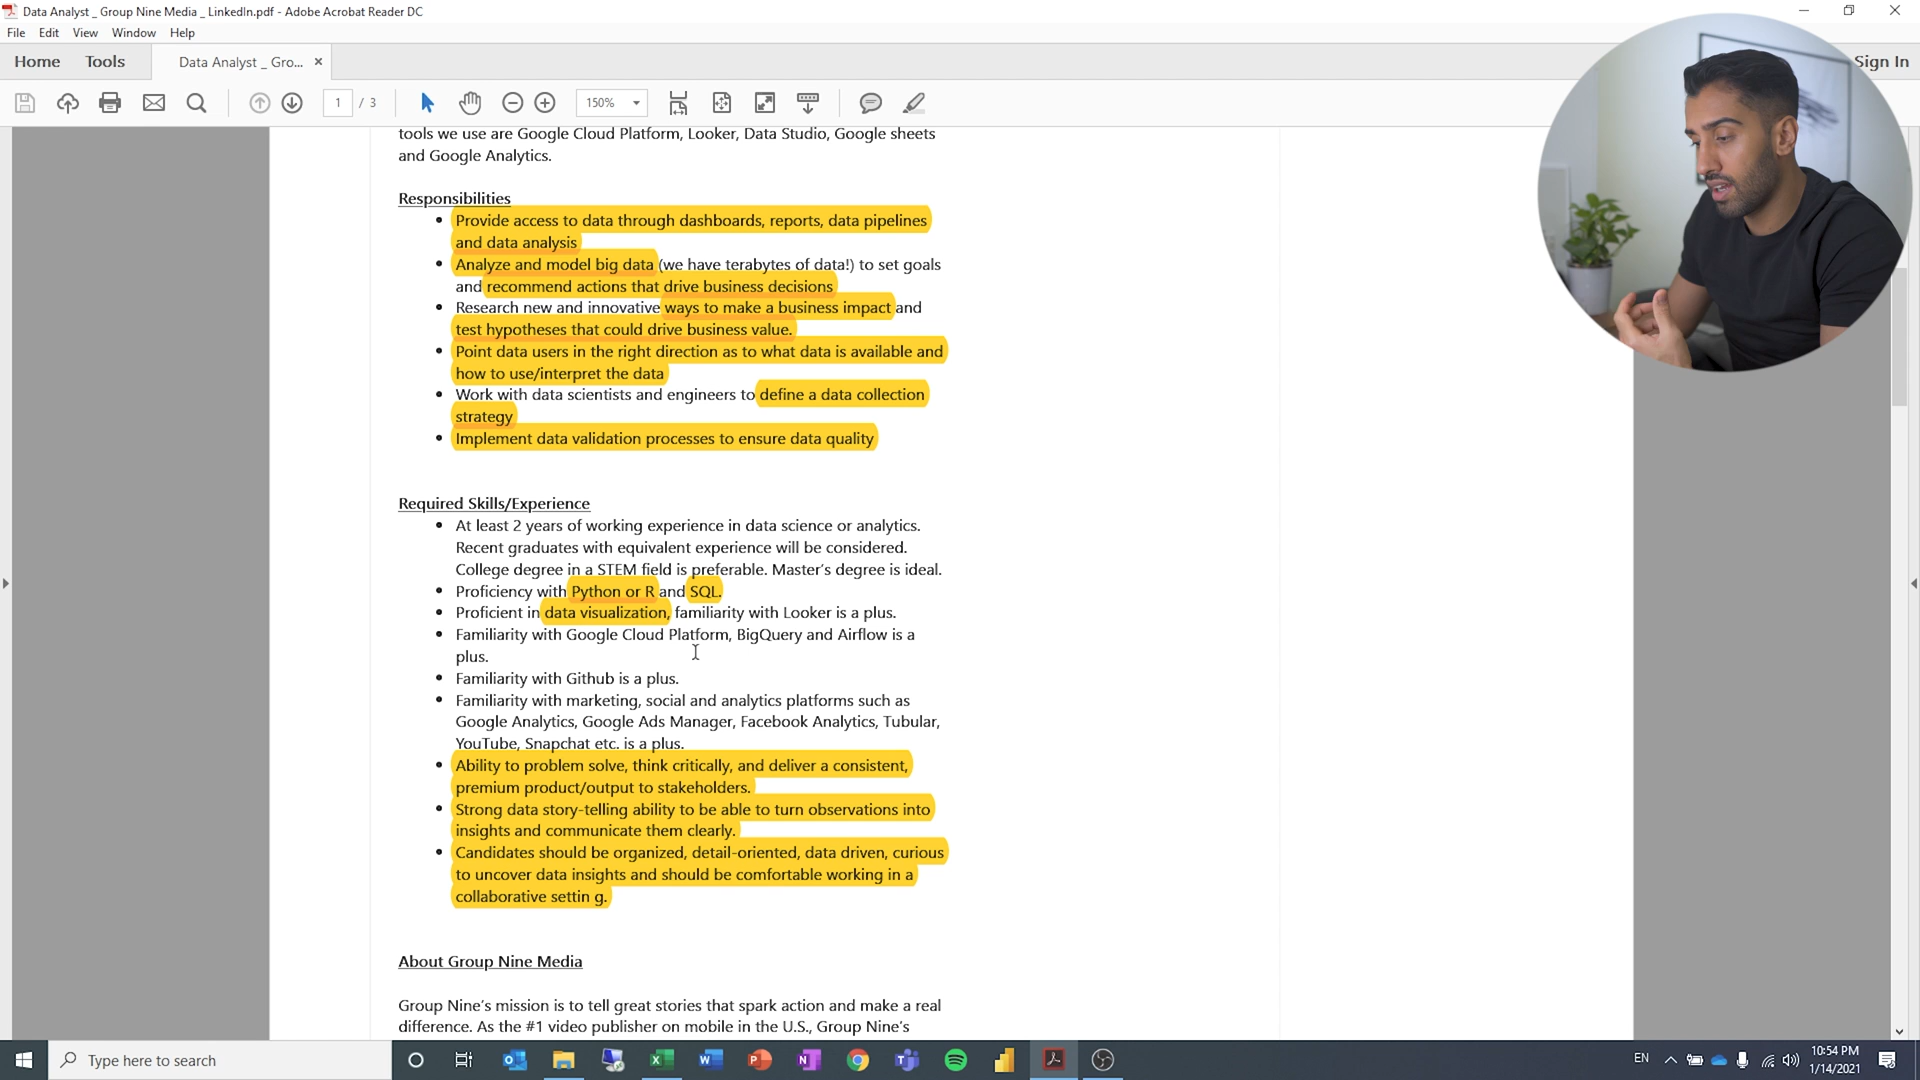 Data Analyst _ Group Nine Media _ LinkedIn.pdf - Adobe Acrobat Reader DC
File Edit View Window Help
Home Tools Data Analyst _ Gro... × Sign In
1 / 3 150%
tools we use are Google Cloud Platform, Looker, Data Studio, Google sheets
and Google Analytics.
Responsibilities
• Provide access to data through dashboards, reports, data pipelines
and data analysis
• Analyze and model big data (we have terabytes of data!) to set goals
and recommend actions that drive business decisions
• Research new and innovative ways to make a business impact and
test hypotheses that could drive business value.
• Point data users in the right direction as to what data is available and
how to use/interpret the data
• Work with data scientists and engineers to define a data collection
strategy
• Implement data validation processes to ensure data quality
Required Skills/Experience
• At least 2 years of working experience in data science or analytics.
Recent graduates with equivalent experience will be considered.
College degree in a STEM field is preferable. Master's degree is ideal.
• Proficiency with Python or R and SQL.
• Proficient in data visualization, familiarity with Looker is a plus.
• Familiarity with Google Cloud Platform, BigQuery and Airflow is a
plus.
• Familiarity with Github is a plus.
• Familiarity with marketing, social and analytics platforms such as
Google Analytics, Google Ads Manager, Facebook Analytics, Tubular,
YouTube, Snapchat etc. is a plus.
• Ability to problem solve, think critically, and deliver a consistent,
premium product/output to stakeholders.
• Strong data story-telling ability to be able to turn observations into
insights and communicate them clearly.
• Candidates should be organized, detail-oriented, data driven, curious
to uncover data insights and should be comfortable working in a
collaborative settin g.
About Group Nine Media
Group Nine's mission is to tell great stories that spark action and make a real
difference. As the #1 video publisher on mobile in the U.S., Group Nine's
Type here to search
EN
10:54 PM
1/14/2021